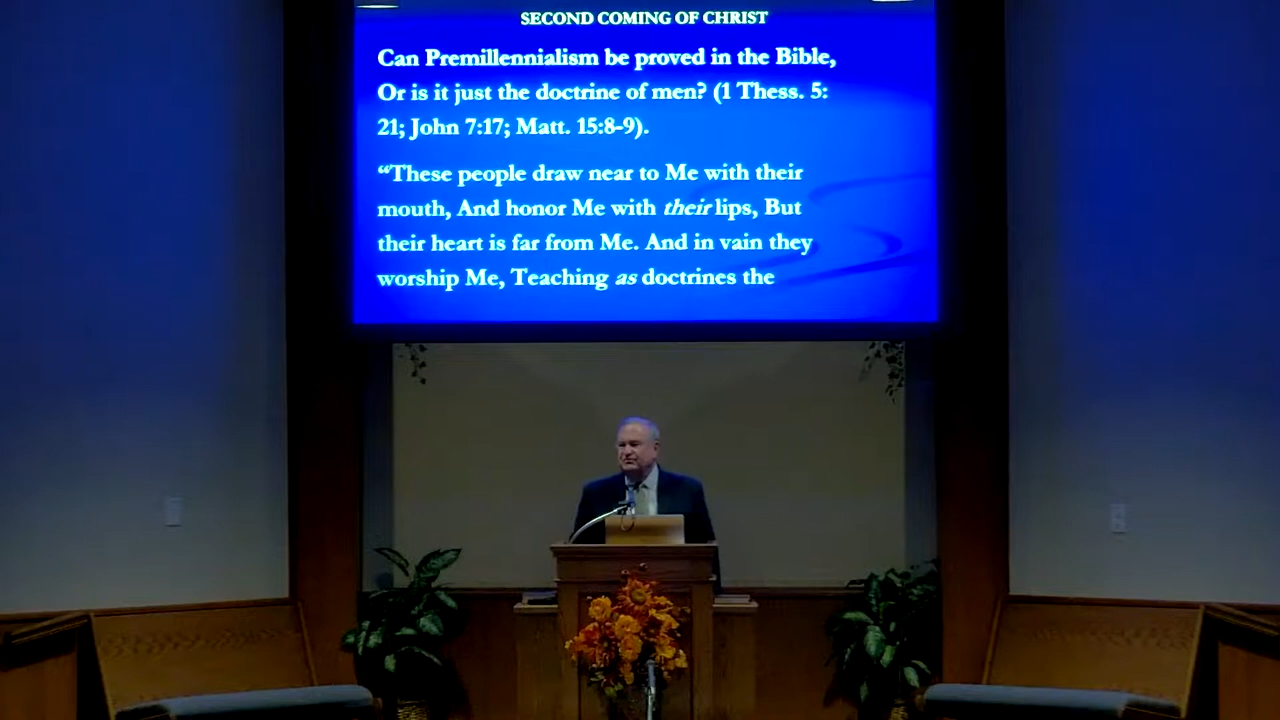 SECOND COMING OF CHRIST
Can Premillennialism be proved in the Bible,
Or is it just the doctrine of men? (1 Thess. 5:
21; John 7:17; Matt. 15:8-9).
“These people draw near to Me with their
mouth, And honor Me with their lips, But
their heart is far from Me. And in vain they
worship Me, Teaching as doctrines the